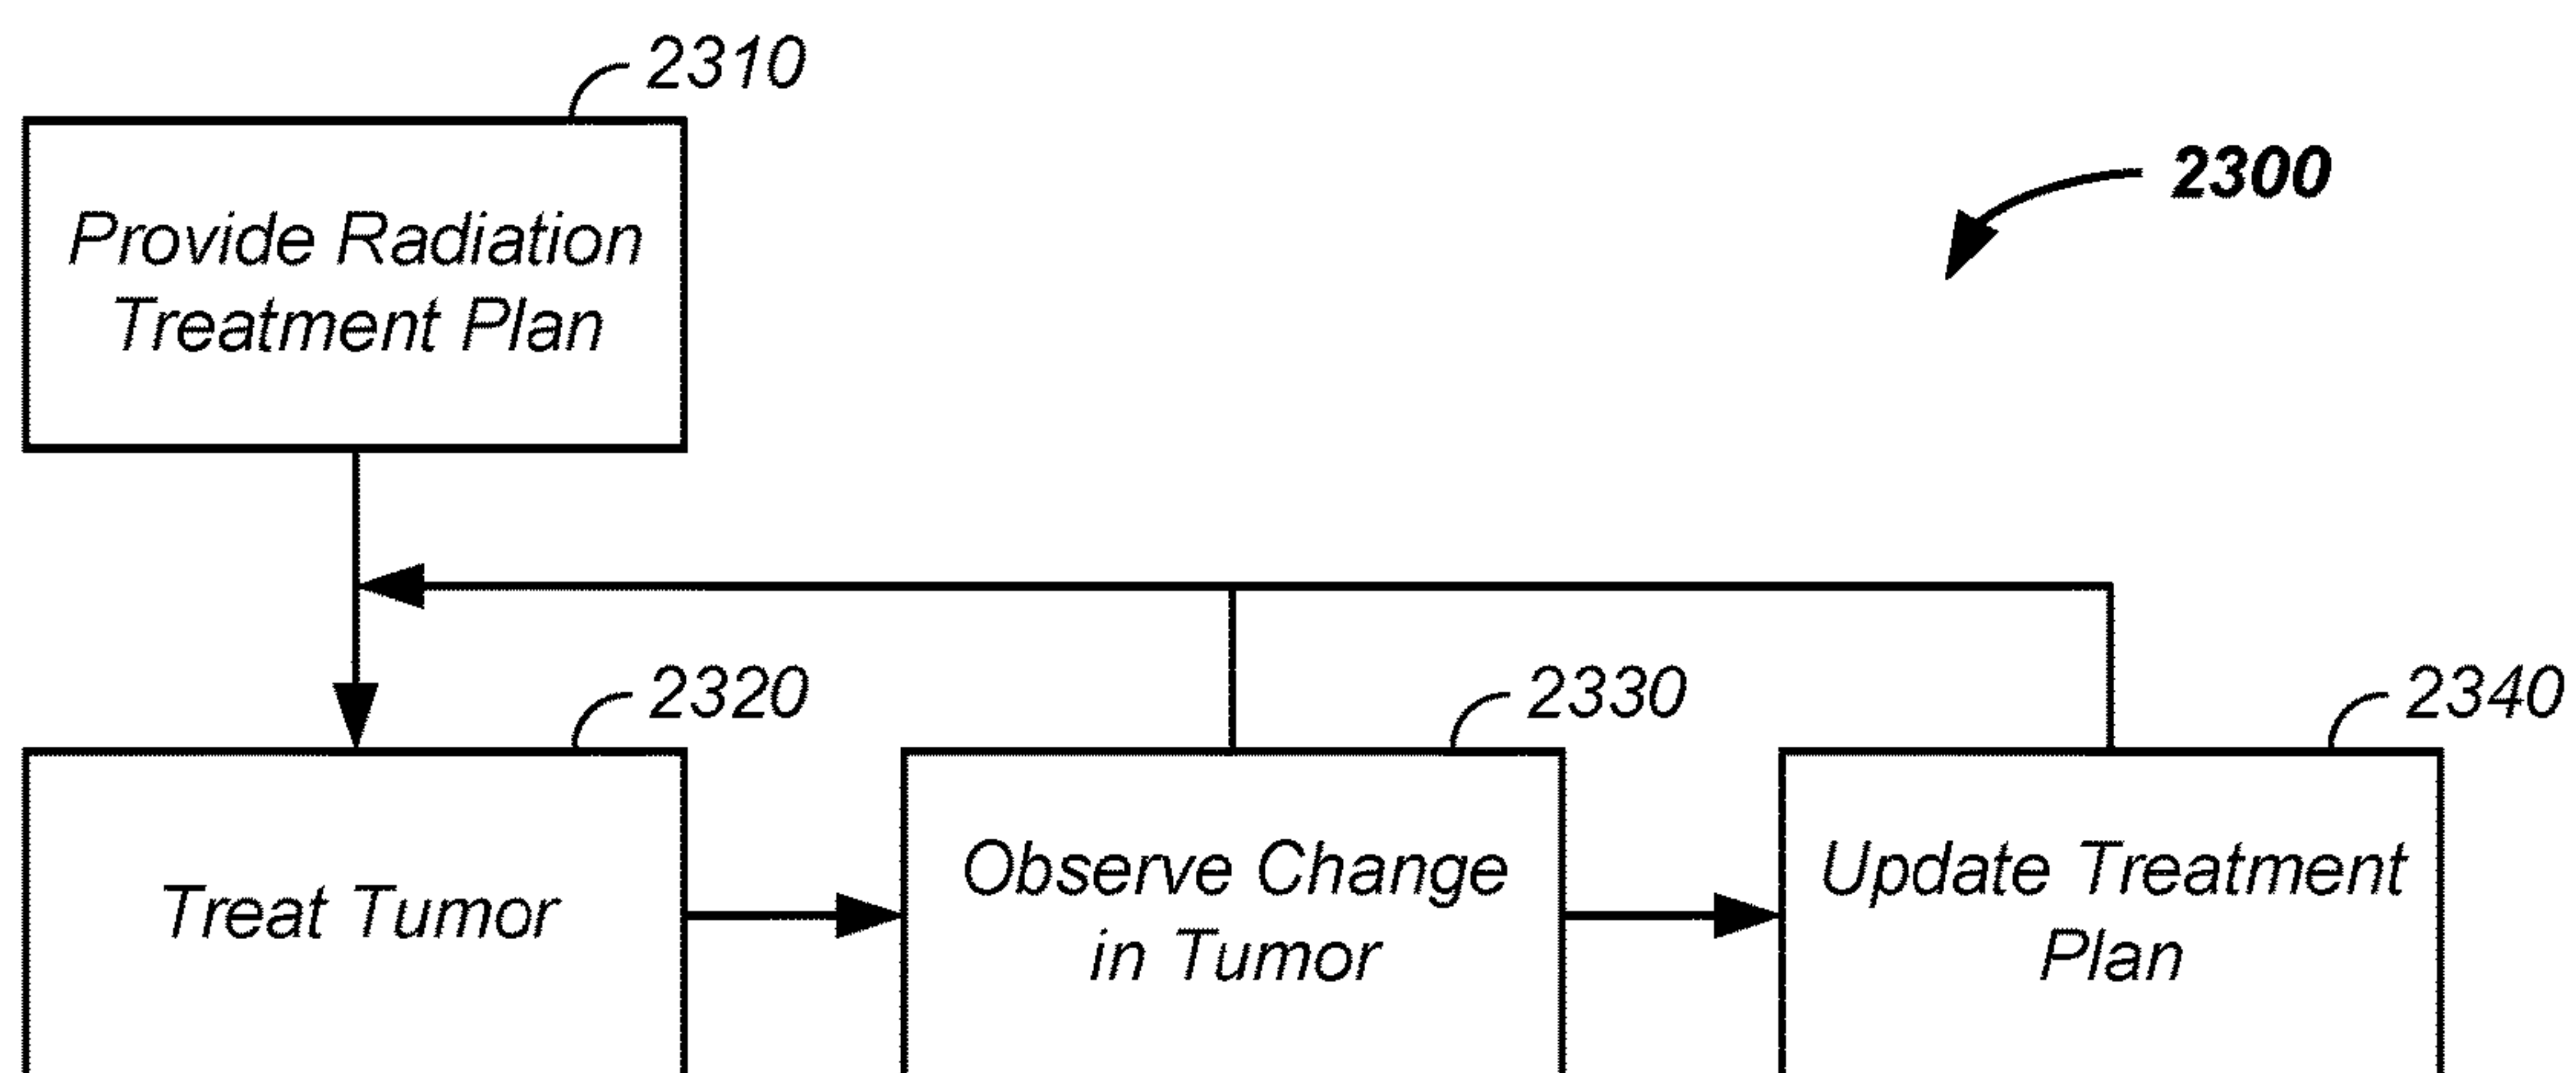 2310
Provide Radiation
Treatment Plan
2300
2320
Treat Tumor
2330
Observe Change
in Tumor
2340
Update Treatment
Plan